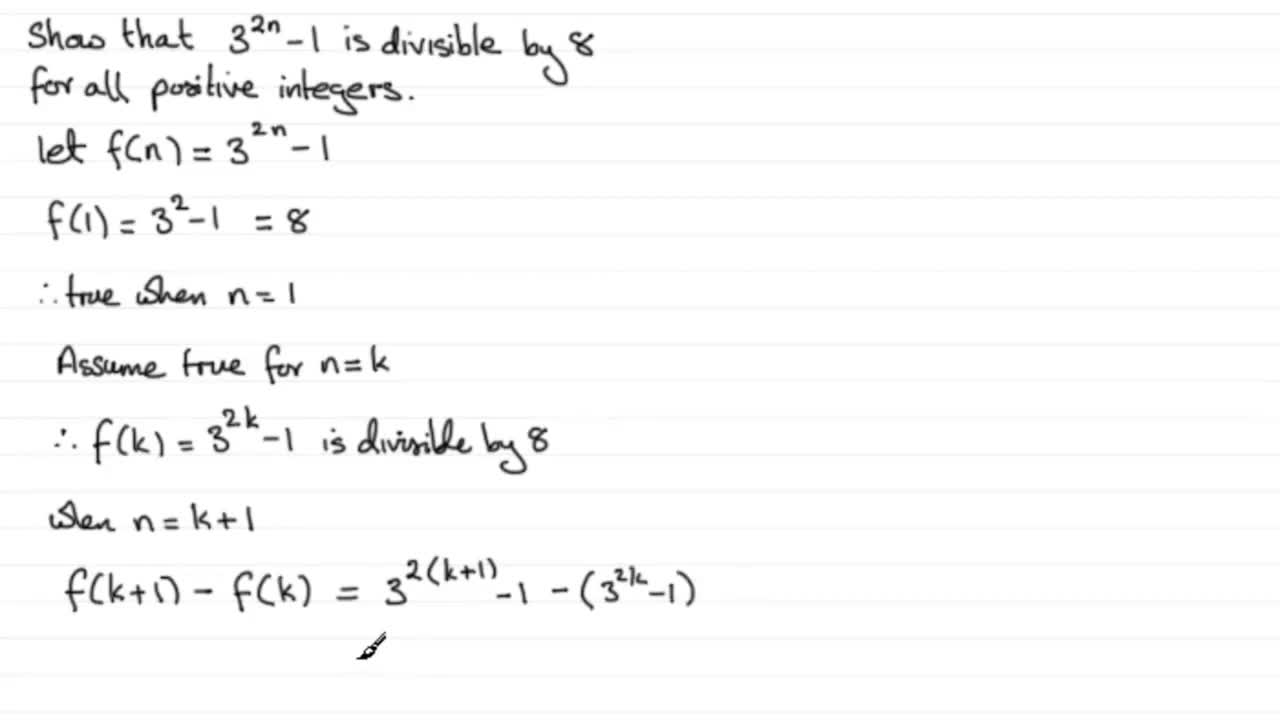 Show that 3^{2n} - 1 is divisible by 8
for all positive integers.
let f(n) = 3^{2n} - 1
f(1) = 3^2 - 1 = 8
∴ true when n = 1
Assume true for n = k
∴ f(k) = 3^{2k} - 1 is divisible by 8
when n = k + 1
f(k+1) - f(k) = 3^{2(k+1)} - 1 - (3^{2k} - 1)